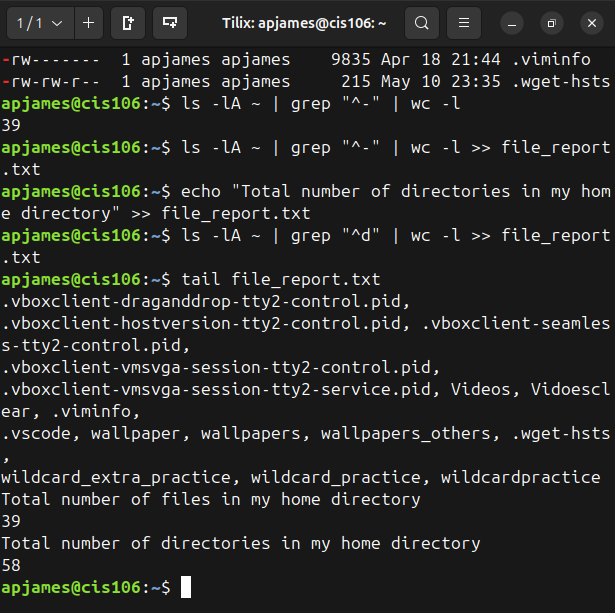 1 / 1
Tilix: apjames@cis106: ~
-rw------- 1 apjames apjames    9835 Apr 18 21:44 .viminfo
-rw-rw-r-- 1 apjames apjames     215 May 10 23:35 .wget-hsts
apjames@cis106:~$ ls -lA ~ | grep "^-" | wc -l
39
apjames@cis106:~$ ls -lA ~ | grep "^-" | wc -l >> file_report
.txt
apjames@cis106:~$ echo "Total number of directories in my hom
e directory" >> file_report.txt
apjames@cis106:~$ ls -lA ~ | grep "^d" | wc -l >> file_report
.txt
apjames@cis106:~$ tail file_report.txt
.vboxclient-draganddrop-tty2-control.pid,
.vboxclient-hostversion-tty2-control.pid, .vboxclient-seamles
s-tty2-control.pid,
.vboxclient-vmsvga-session-tty2-control.pid,
.vboxclient-vmsvga-session-tty2-service.pid, Videos, Vidoescl
ear, .viminfo,
.vscode, wallpaper, wallpapers, wallpapers_others, .wget-hsts
,
wildcard_extra_practice, wildcard_practice, wildcardpractice
Total number of files in my home directory
39
Total number of directories in my home directory
58
apjames@cis106:~$